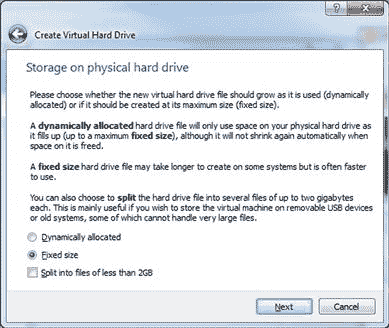 Create Virtual Hard Drive
Storage on physical hard drive
Please choose whether the new virtual hard drive file should grow as it is used (dynamically
allocated) or if it should be created at its maximum size (fixed size).
A dynamically allocated hard drive file will only use space on your physical hard drive as
it fills up (up to a maximum fixed size), although it will not shrink again automatically when
space on it is freed.
A fixed size hard drive file may take longer to create on some systems but is often faster
to use.
You can also choose to split the hard drive file into several files of up to two gigabytes
each. This is mainly useful if you wish to store the virtual machine on removable USB devices
or old systems, some of which cannot handle very large files.
Dynamically allocated
Fixed size
Split into files of less than 2GB
Next
Cancel